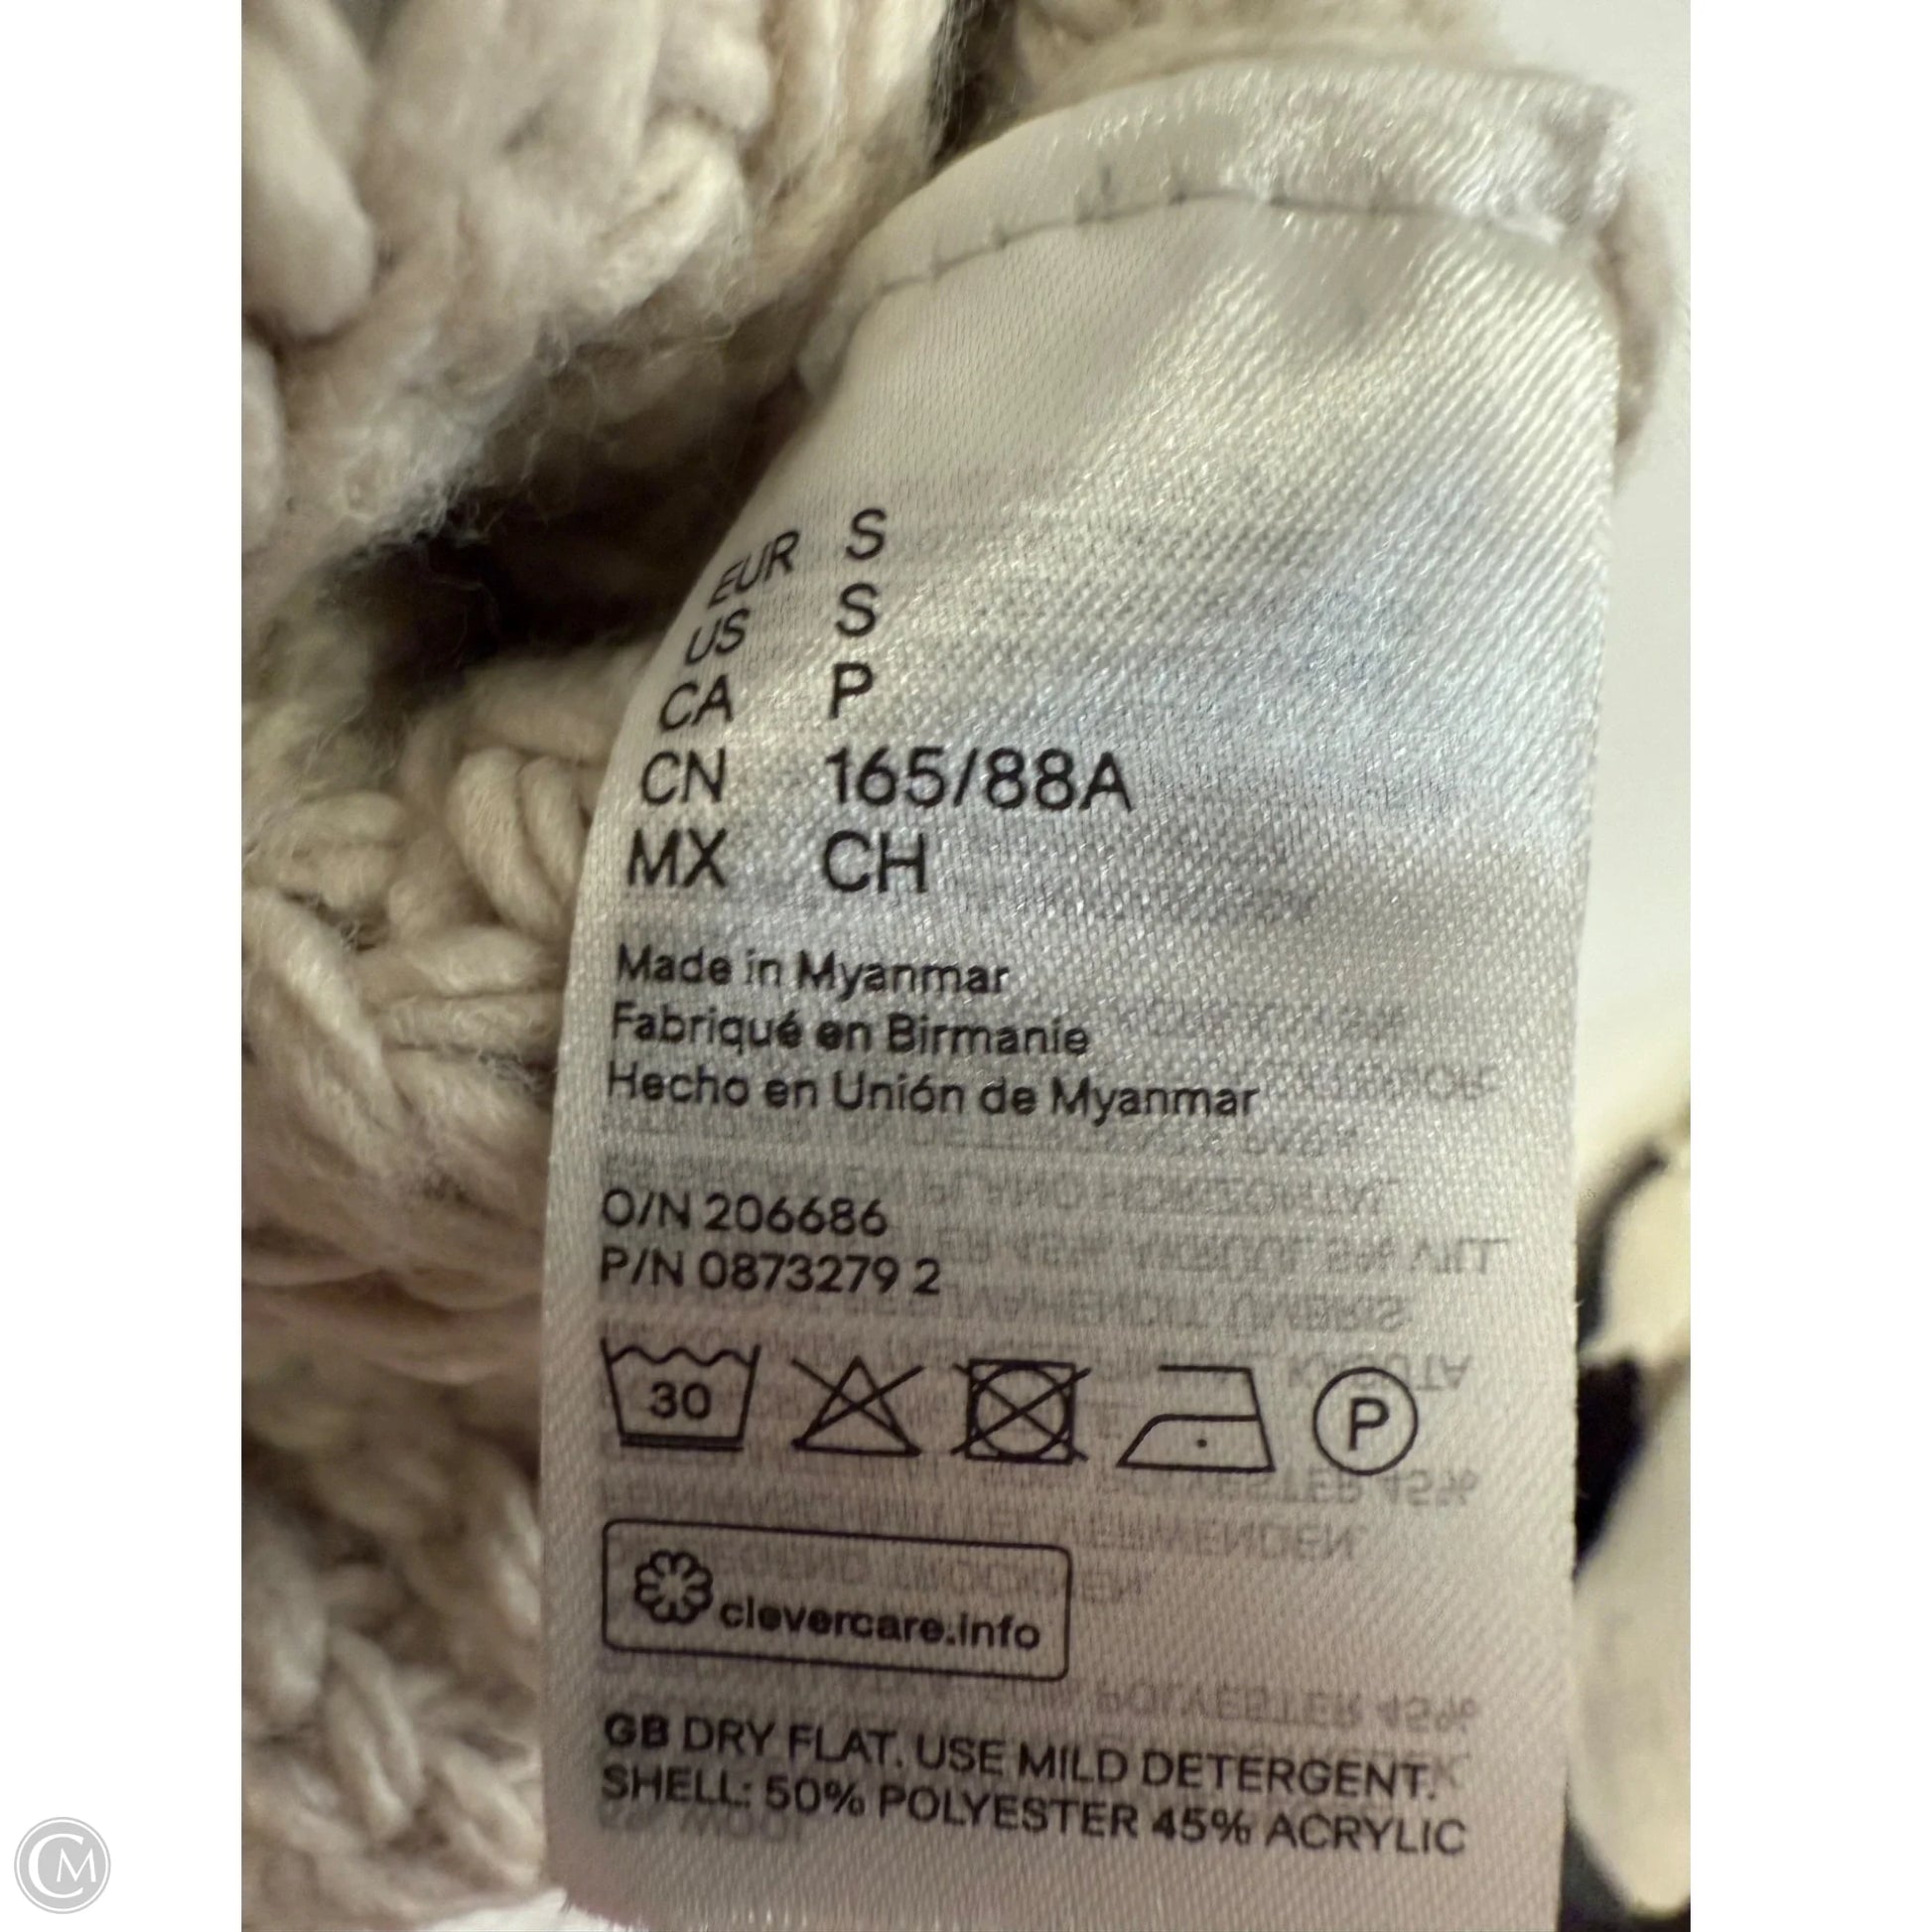 EUR S
US S
CA P
CN 165/88A
MX CH
Made in Myanmar
Fabriqué en Birmanie
Hecho en Unión de Myanmar
O/N 206686
P/N 0873279 2
30
P
clevercare.info
GB DRY FLAT. USE MILD DETERGENT.
SHELL: 50% POLYESTER 45% ACRYLIC
CM